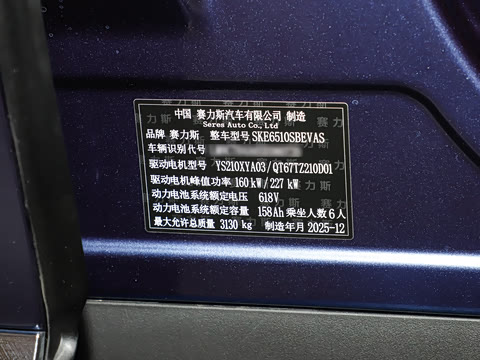 中国 赛力斯汽车有限公司 制造
Seres Auto Co., Ltd
品牌 赛力斯 整车型号 SKE6510SBEVAS
车辆识别代号
驱动电机型号 YS210XYA03/QT67TZ210D01
驱动电机峰值功率 160 kW/ 227 kW
动力电池系统额定电压 618V
动力电池系统额定容量 158Ah 乘坐人数 6人
最大允许总质量 3130 kg 制造年月 2025-12